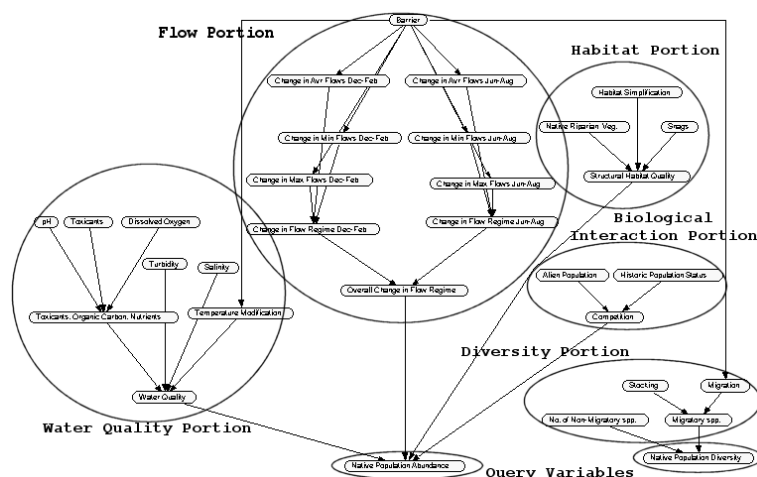 Barrier
Flow Portion
Habitat Portion
Change in Avr Flows Dec-Feb
Change in Avr Flows Jun-Aug
Habitat Simplification
Native Riparian Veg.
Snags
Change in Min Flows Dec-Feb
Change in Min Flows Jun-Aug
Structural Habitat Quality
Change in Max Flows Dec-Feb
Change in Max Flows Jun-Aug
pH
Toxicants
Dissolved Oxygen
Change in Flow Regime Dec-Feb
Change in Flow Regime Jun-Aug
Biological
Interaction Portion
Turbidity
Salinity
Alien Population
Historic Population Status
Overall Change in Flow Regime
Toxicants, Organic Carbon, Nutrients
Temperature Modification
Competition
Diversity Portion
Stocking
Migration
Water Quality
No. of Non-Migratory spp.
Migratory spp.
Water Quality Portion
Native Population Abundance
Native Population Diversity
Query Variables